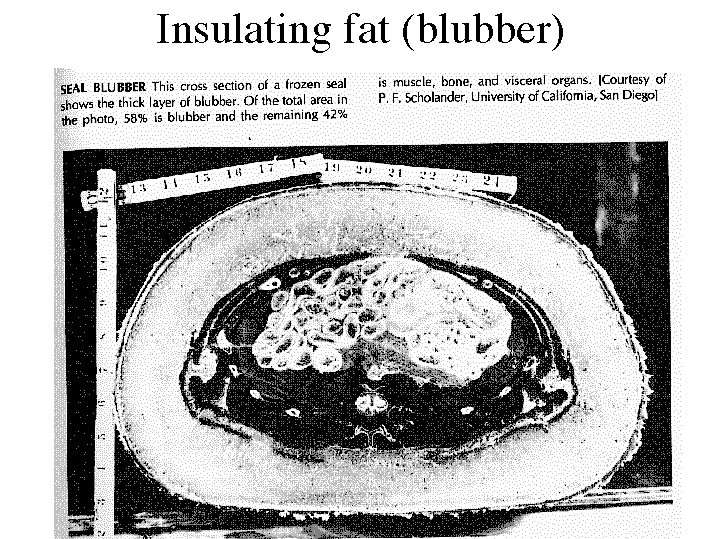 Insulating fat (blubber)
SEAL BLUBBER This cross section of a frozen seal
shows the thick layer of blubber. Of the total area in
the photo, 58% is blubber and the remaining 42%
is muscle, bone, and visceral organs. [Courtesy of
P. F. Scholander, University of California, San Diego]
13 14 15 16 17 18 19 20 21 22 23 24